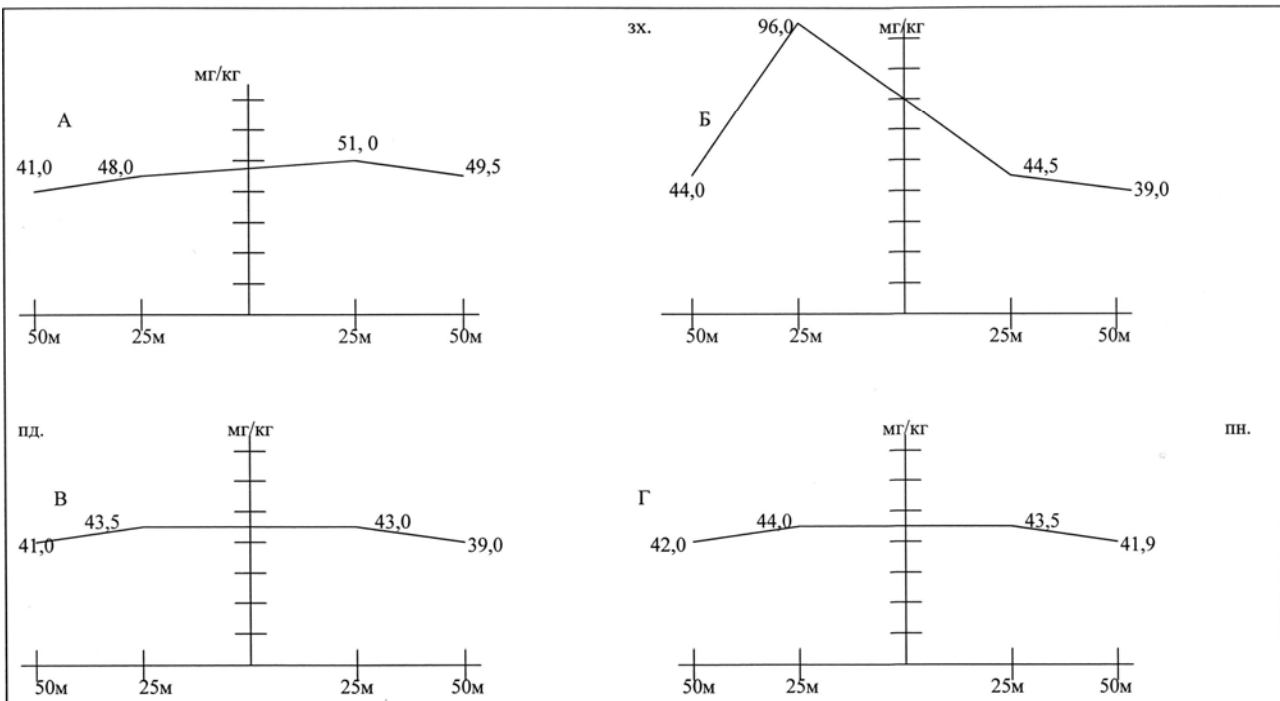 зх.
96,0
мг/кг
мг/кг
А
Б
41,0
48,0
51, 0
49,5
44,0
44,5
39,0
50м
25м
25м
50м
50м
25м
25м
50м
пд.
мг/кг
мг/кг
пн.
В
Г
41,0
43,5
43,0
39,0
42,0
44,0
43,5
41,9
50м
25м
25м
50м
50м
25м
25м
50м